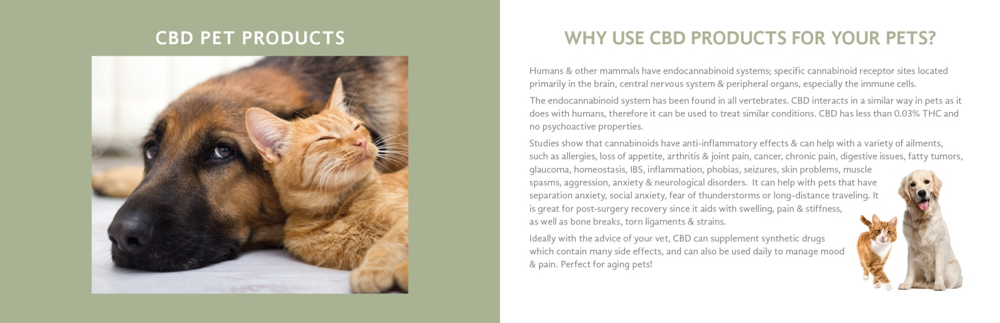 CBD PET PRODUCTS
WHY USE CBD PRODUCTS FOR YOUR PETS?
Humans & other mammals have endocannabinoid systems; specific cannabinoid receptor sites located
primarily in the brain, central nervous system & peripheral organs, especially the immune cells.
The endocannabinoid system has been found in all vertebrates. CBD interacts in a similar way in pets as it
does with humans, therefore it can be used to treat similar conditions. CBD has less than 0.03% THC and
no psychoactive properties.
Studies show that cannabinoids have anti-inflammatory effects & can help with a variety of ailments,
such as allergies, loss of appetite, arthritis & joint pain, cancer, chronic pain, digestive issues, fatty tumors,
glaucoma, homeostasis, IBS, inflammation, phobias, seizures, skin problems, muscle
spasms, aggression, anxiety & neurological disorders.  It can help with pets that have
separation anxiety, social anxiety, fear of thunderstorms or long-distance traveling. It
is great for post-surgery recovery since it aids with swelling, pain & stiffness,
as well as bone breaks, torn ligaments & strains.
Ideally with the advice of your vet, CBD can supplement synthetic drugs
which contain many side effects, and can also be used daily to manage mood
& pain. Perfect for aging pets!